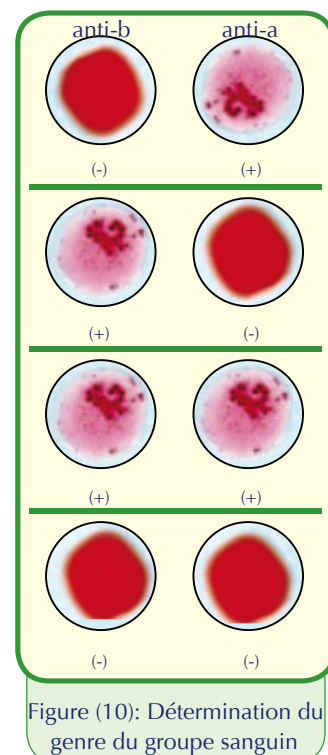 anti-b anti-a
(-) (+)
(+) (-)
(+) (+)
(-) (-)
Figure (10): Détermination du
genre du groupe sanguin